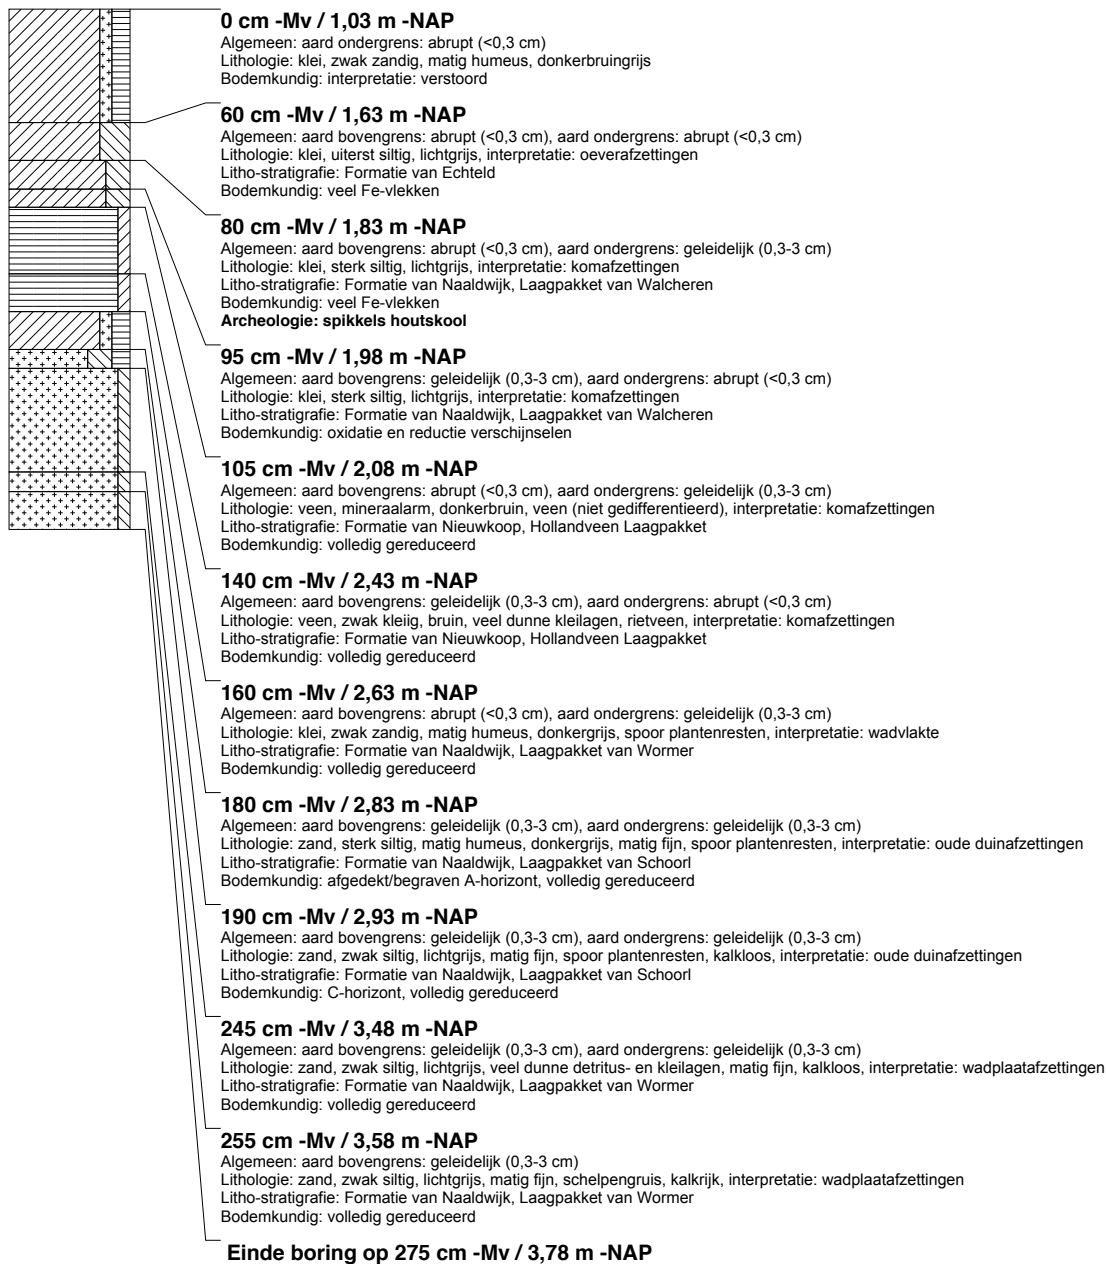 0 cm -Mv / 1,03 m -NAP
Algemeen: aard ondergrens: abrupt (<0,3 cm)
Lithologie: klei, zwak zandig, matig humeus, donkerbruingrijs
Bodemkundig: interpretatie: verstoord
60 cm -Mv / 1,63 m -NAP
Algemeen: aard bovengrens: abrupt (<0,3 cm), aard ondergrens: abrupt (<0,3 cm)
Lithologie: klei, uiterst siltig, lichtgrijs, interpretatie: oeverafzettingen
Litho-stratigrafie: Formatie van Echteld
Bodemkundig: veel Fe-vlekken
80 cm -Mv / 1,83 m -NAP
Algemeen: aard bovengrens: abrupt (<0,3 cm), aard ondergrens: geleidelijk (0,3-3 cm)
Lithologie: klei, sterk siltig, lichtgrijs, interpretatie: komafzettingen
Litho-stratigrafie: Formatie van Naaldwijk, Laagpakket van Walcheren
Bodemkundig: veel Fe-vlekken
Archeologie: spikkels houtskool
95 cm -Mv / 1,98 m -NAP
Algemeen: aard bovengrens: geleidelijk (0,3-3 cm), aard ondergrens: abrupt (<0,3 cm)
Lithologie: klei, sterk siltig, lichtgrijs, interpretatie: komafzettingen
Litho-stratigrafie: Formatie van Naaldwijk, Laagpakket van Walcheren
Bodemkundig: oxidatie en reductie verschijnselen
105 cm -Mv / 2,08 m -NAP
Algemeen: aard bovengrens: abrupt (<0,3 cm), aard ondergrens: geleidelijk (0,3-3 cm)
Lithologie: veen, mineraalarm, donkerbruin, veen (niet gedifferentieerd), interpretatie: komafzettingen
Litho-stratigrafie: Formatie van Nieuwkoop, Hollandveen Laagpakket
Bodemkundig: volledig gereduceerd
140 cm -Mv / 2,43 m -NAP
Algemeen: aard bovengrens: geleidelijk (0,3-3 cm), aard ondergrens: abrupt (<0,3 cm)
Lithologie: veen, zwak kleiig, bruin, veel dunne kleilagen, rietveen, interpretatie: komafzettingen
Litho-stratigrafie: Formatie van Nieuwkoop, Hollandveen Laagpakket
Bodemkundig: volledig gereduceerd
160 cm -Mv / 2,63 m -NAP
Algemeen: aard bovengrens: abrupt (<0,3 cm), aard ondergrens: geleidelijk (0,3-3 cm)
Lithologie: klei, zwak zandig, matig humeus, donkergrijs, spoor plantenresten, interpretatie: wadvlakte
Litho-stratigrafie: Formatie van Naaldwijk, Laagpakket van Wormer
Bodemkundig: volledig gereduceerd
180 cm -Mv / 2,83 m -NAP
Algemeen: aard bovengrens: geleidelijk (0,3-3 cm), aard ondergrens: geleidelijk (0,3-3 cm)
Lithologie: zand, sterk siltig, matig humeus, donkergrijs, matig fijn, spoor plantenresten, interpretatie: oude duinafzettingen
Litho-stratigrafie: Formatie van Naaldwijk, Laagpakket van Schoorl
Bodemkundig: afgedekt/begraven A-horizont, volledig gereduceerd
190 cm -Mv / 2,93 m -NAP
Algemeen: aard bovengrens: geleidelijk (0,3-3 cm), aard ondergrens: geleidelijk (0,3-3 cm)
Lithologie: zand, zwak siltig, lichtgrijs, matig fijn, spoor plantenresten, kalkloos, interpretatie: oude duinafzettingen
Litho-stratigrafie: Formatie van Naaldwijk, Laagpakket van Schoorl
Bodemkundig: C-horizont, volledig gereduceerd
245 cm -Mv / 3,48 m -NAP
Algemeen: aard bovengrens: geleidelijk (0,3-3 cm), aard ondergrens: geleidelijk (0,3-3 cm)
Lithologie: zand, zwak siltig, lichtgrijs, veel dunne detritus- en kleilagen, matig fijn, kalkloos, interpretatie: wadplaatafzettingen
Litho-stratigrafie: Formatie van Naaldwijk, Laagpakket van Wormer
Bodemkundig: volledig gereduceerd
255 cm -Mv / 3,58 m -NAP
Algemeen: aard bovengrens: geleidelijk (0,3-3 cm)
Lithologie: zand, zwak siltig, lichtgrijs, matig fijn, schelpengruis, kalkrijk, interpretatie: wadplaatafzettingen
Litho-stratigrafie: Formatie van Naaldwijk, Laagpakket van Wormer
Bodemkundig: volledig gereduceerd
Einde boring op 275 cm -Mv / 3,78 m -NAP